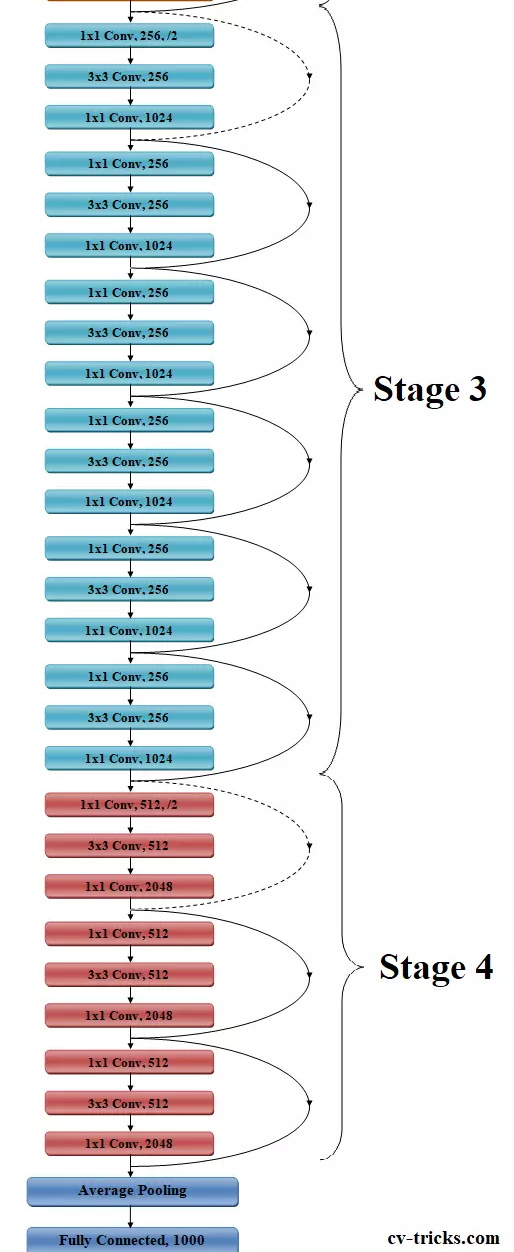 1x1 Conv, 256, /2
3x3 Conv, 256
1x1 Conv, 1024
1x1 Conv, 256
3x3 Conv, 256
1x1 Conv, 1024
1x1 Conv, 256
3x3 Conv, 256
1x1 Conv, 1024
Stage 3
1x1 Conv, 256
3x3 Conv, 256
1x1 Conv, 1024
1x1 Conv, 256
3x3 Conv, 256
1x1 Conv, 1024
1x1 Conv, 256
3x3 Conv, 256
1x1 Conv, 1024
1x1 Conv, 512, /2
3x3 Conv, 512
1x1 Conv, 2048
1x1 Conv, 512
Stage 4
3x3 Conv, 512
1x1 Conv, 2048
1x1 Conv, 512
3x3 Conv, 512
1x1 Conv, 2048
Average Pooling
Fully Connected, 1000
cv-tricks.com